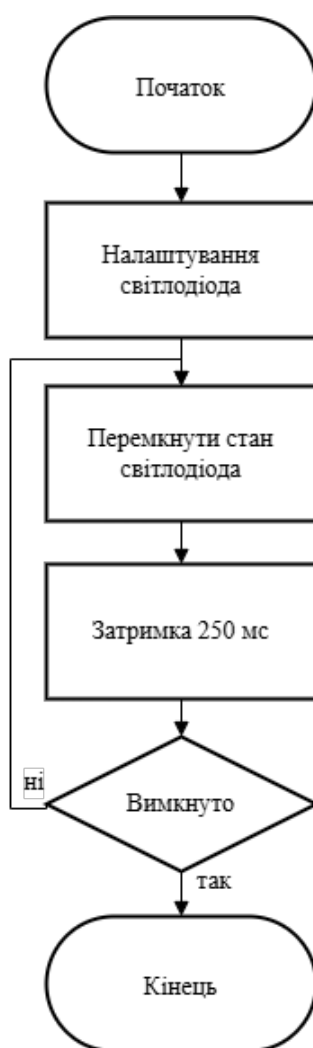 Початок
Налаштування
світлодіода
Перемкнути стан
світлодіода
Затримка 250 мс
ні
Вимкнуто
так
Кінець